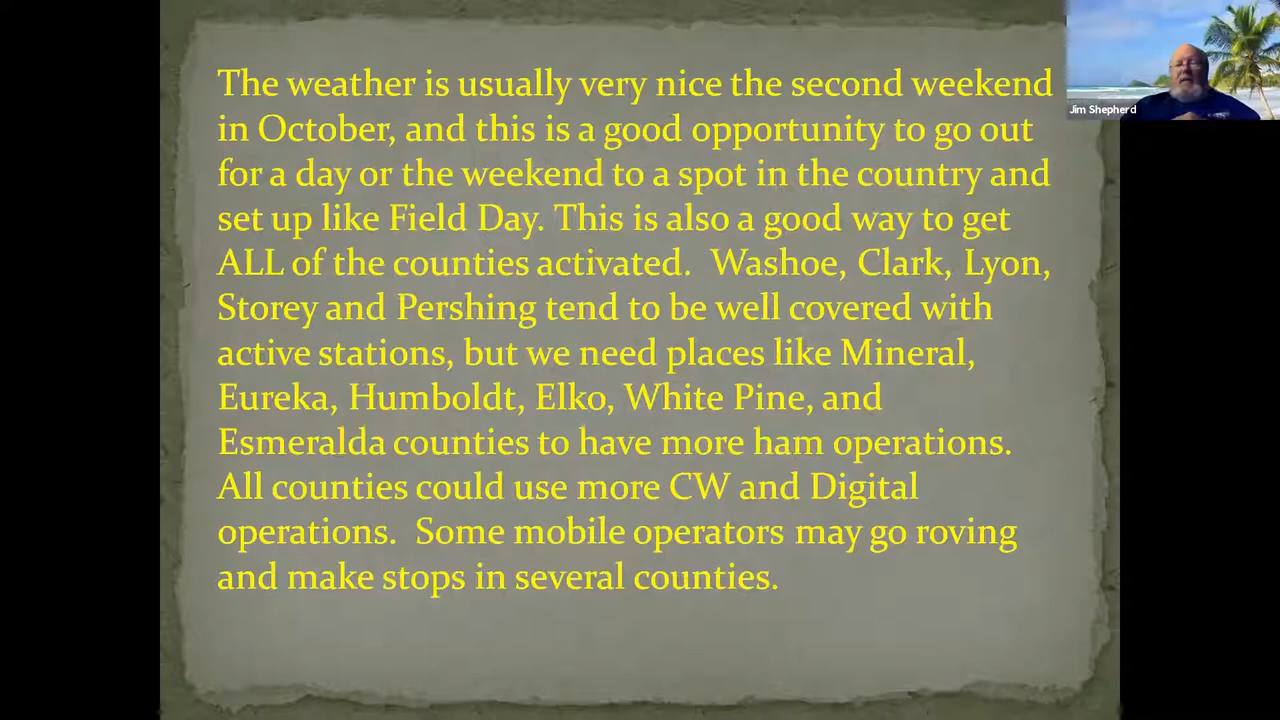 The weather is usually very nice the second weekend
in October, and this is a good opportunity to go out
for a day or the weekend to a spot in the country and
set up like Field Day. This is also a good way to get
ALL of the counties activated.  Washoe, Clark, Lyon,
Storey and Pershing tend to be well covered with
active stations, but we need places like Mineral,
Eureka, Humboldt, Elko, White Pine, and
Esmeralda counties to have more ham operations.
All counties could use more CW and Digital
operations.  Some mobile operators may go roving
and make stops in several counties.
Jim Shepherd